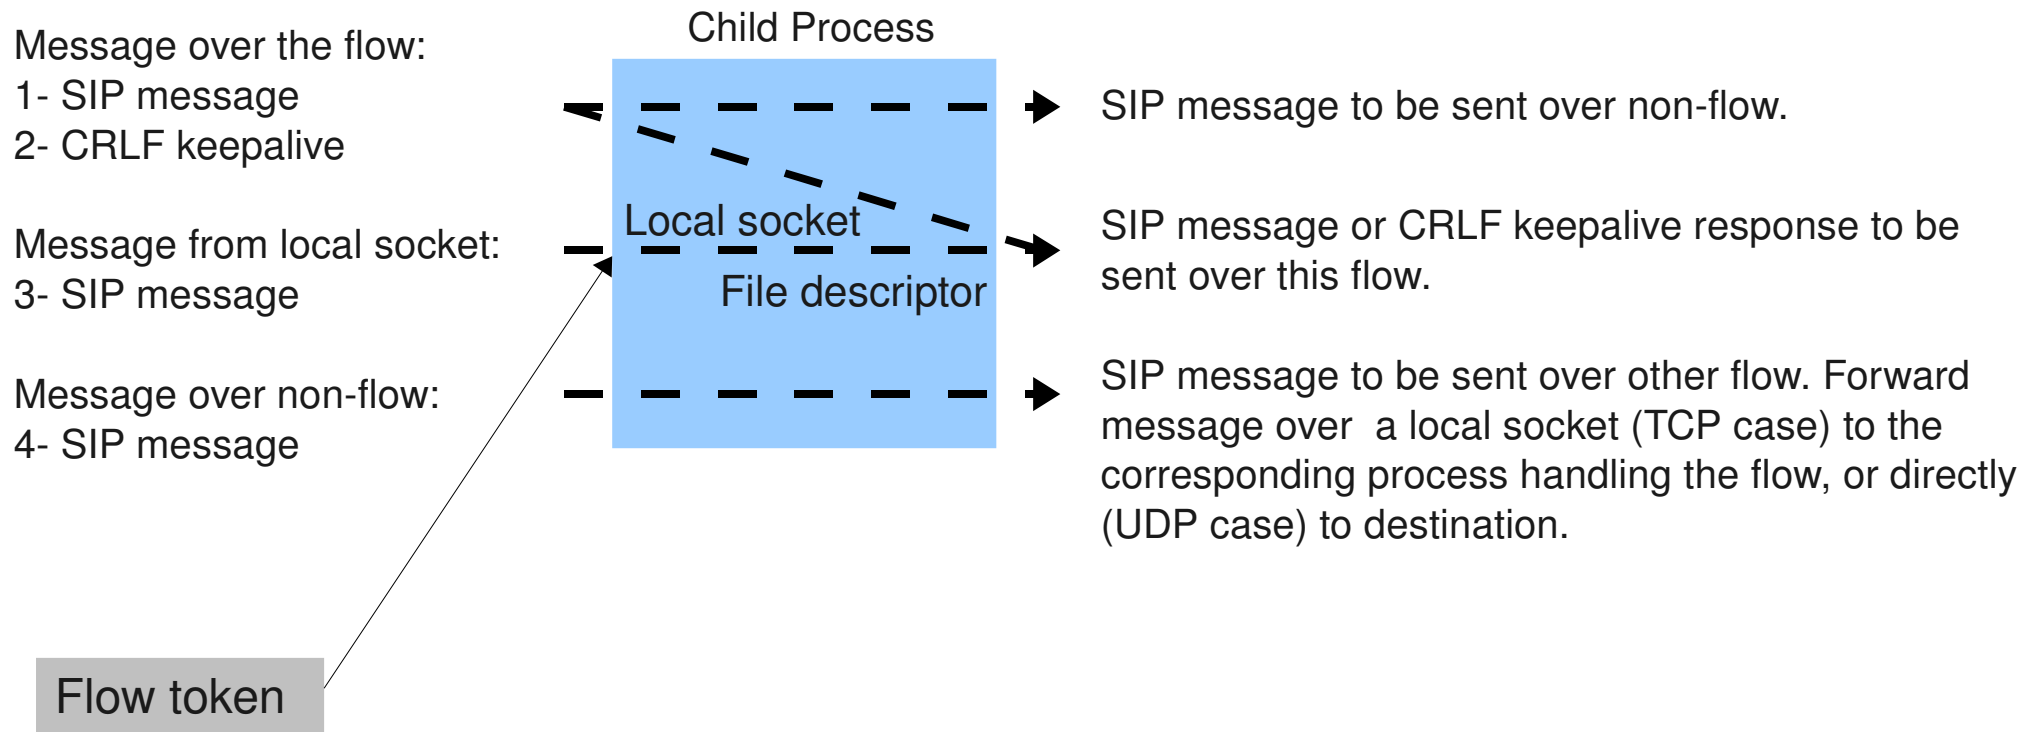 Child Process
Message over the flow:
1- SIP message
2- CRLF keepalive
SIP message to be sent over non-flow.
Local socket
File descriptor
Message from local socket:
3- SIP message
SIP message or CRLF keepalive response to be
sent over this flow.
Message over non-flow:
4- SIP message
SIP message to be sent over other flow. Forward
message over a local socket (TCP case) to the
corresponding process handling the flow, or directly
(UDP case) to destination.
Flow token